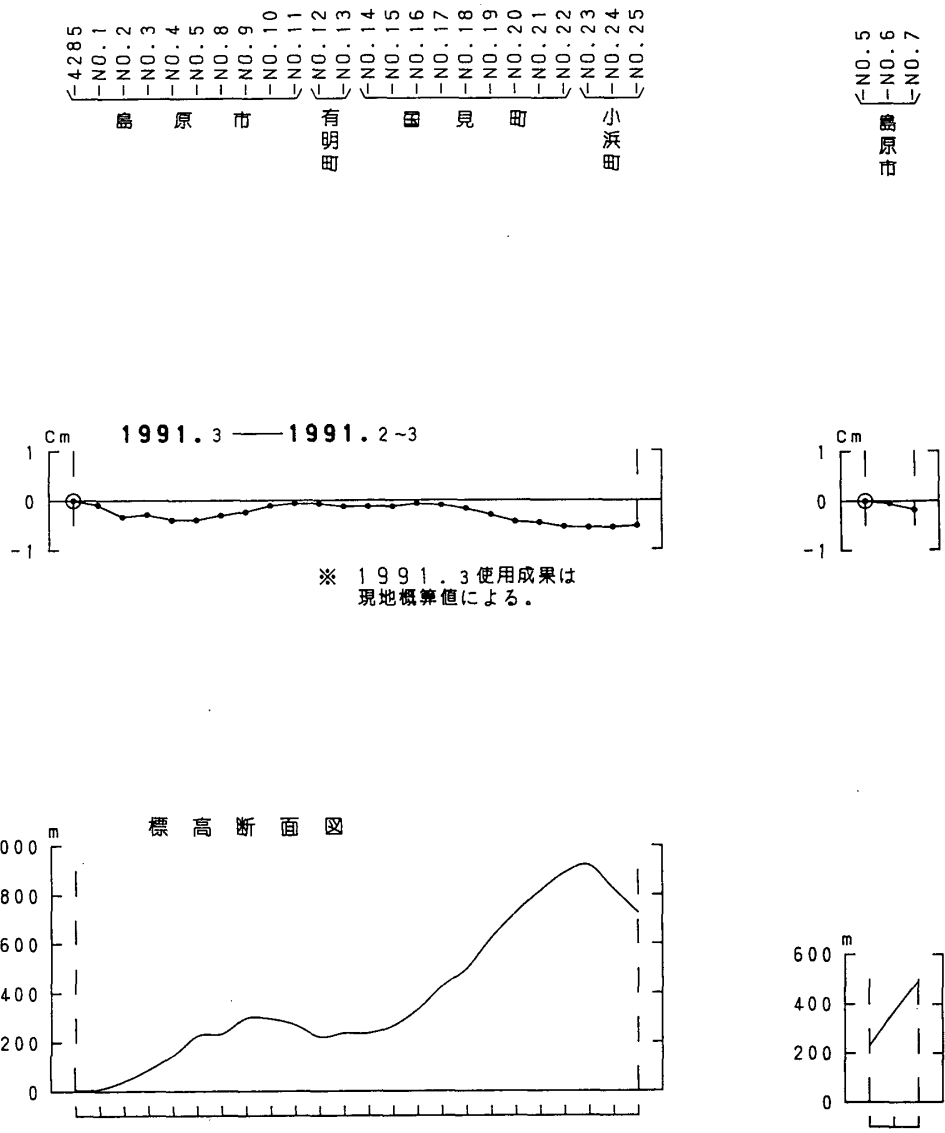 4285
NO.1
NO.2
NO.3
NO.4
NO.5
NO.8
NO.9
NO.10
NO.11
NO.12
NO.13
NO.14
NO.15
NO.16
NO.17
NO.18
NO.19
NO.20
NO.21
NO.22
NO.23
NO.24
NO.25
島原市
有明町
国見町
小浜町
NO.5
NO.6
NO.7
島原市
Cm
1991.3 — 1991.2~3
1
0
-1
※ 1991.3使用成果は
現地概算値による.
Cm
1
0
-1
標高断面図
m
000
800
600
400
200
0
m
600
400
200
0